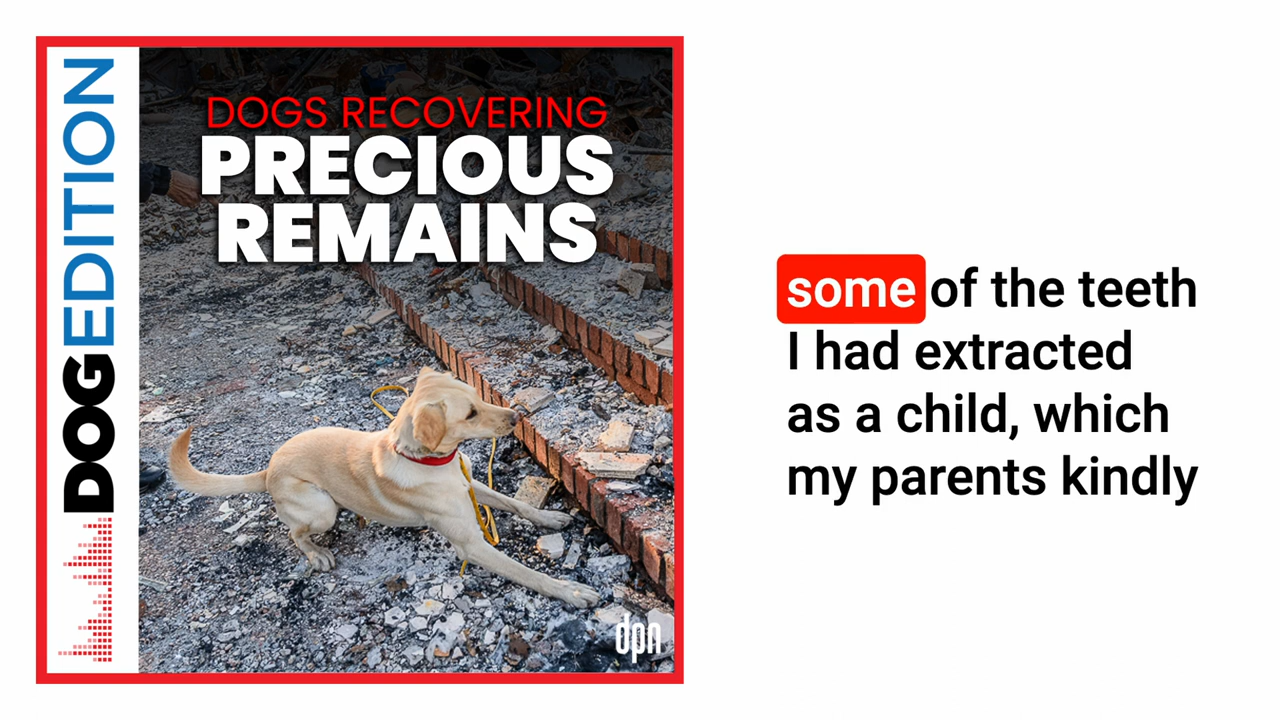 DOGEDITION
DOGS RECOVERING
PRECIOUS
REMAINS
dpn
some of the teeth
I had extracted
as a child, which
my parents kindly